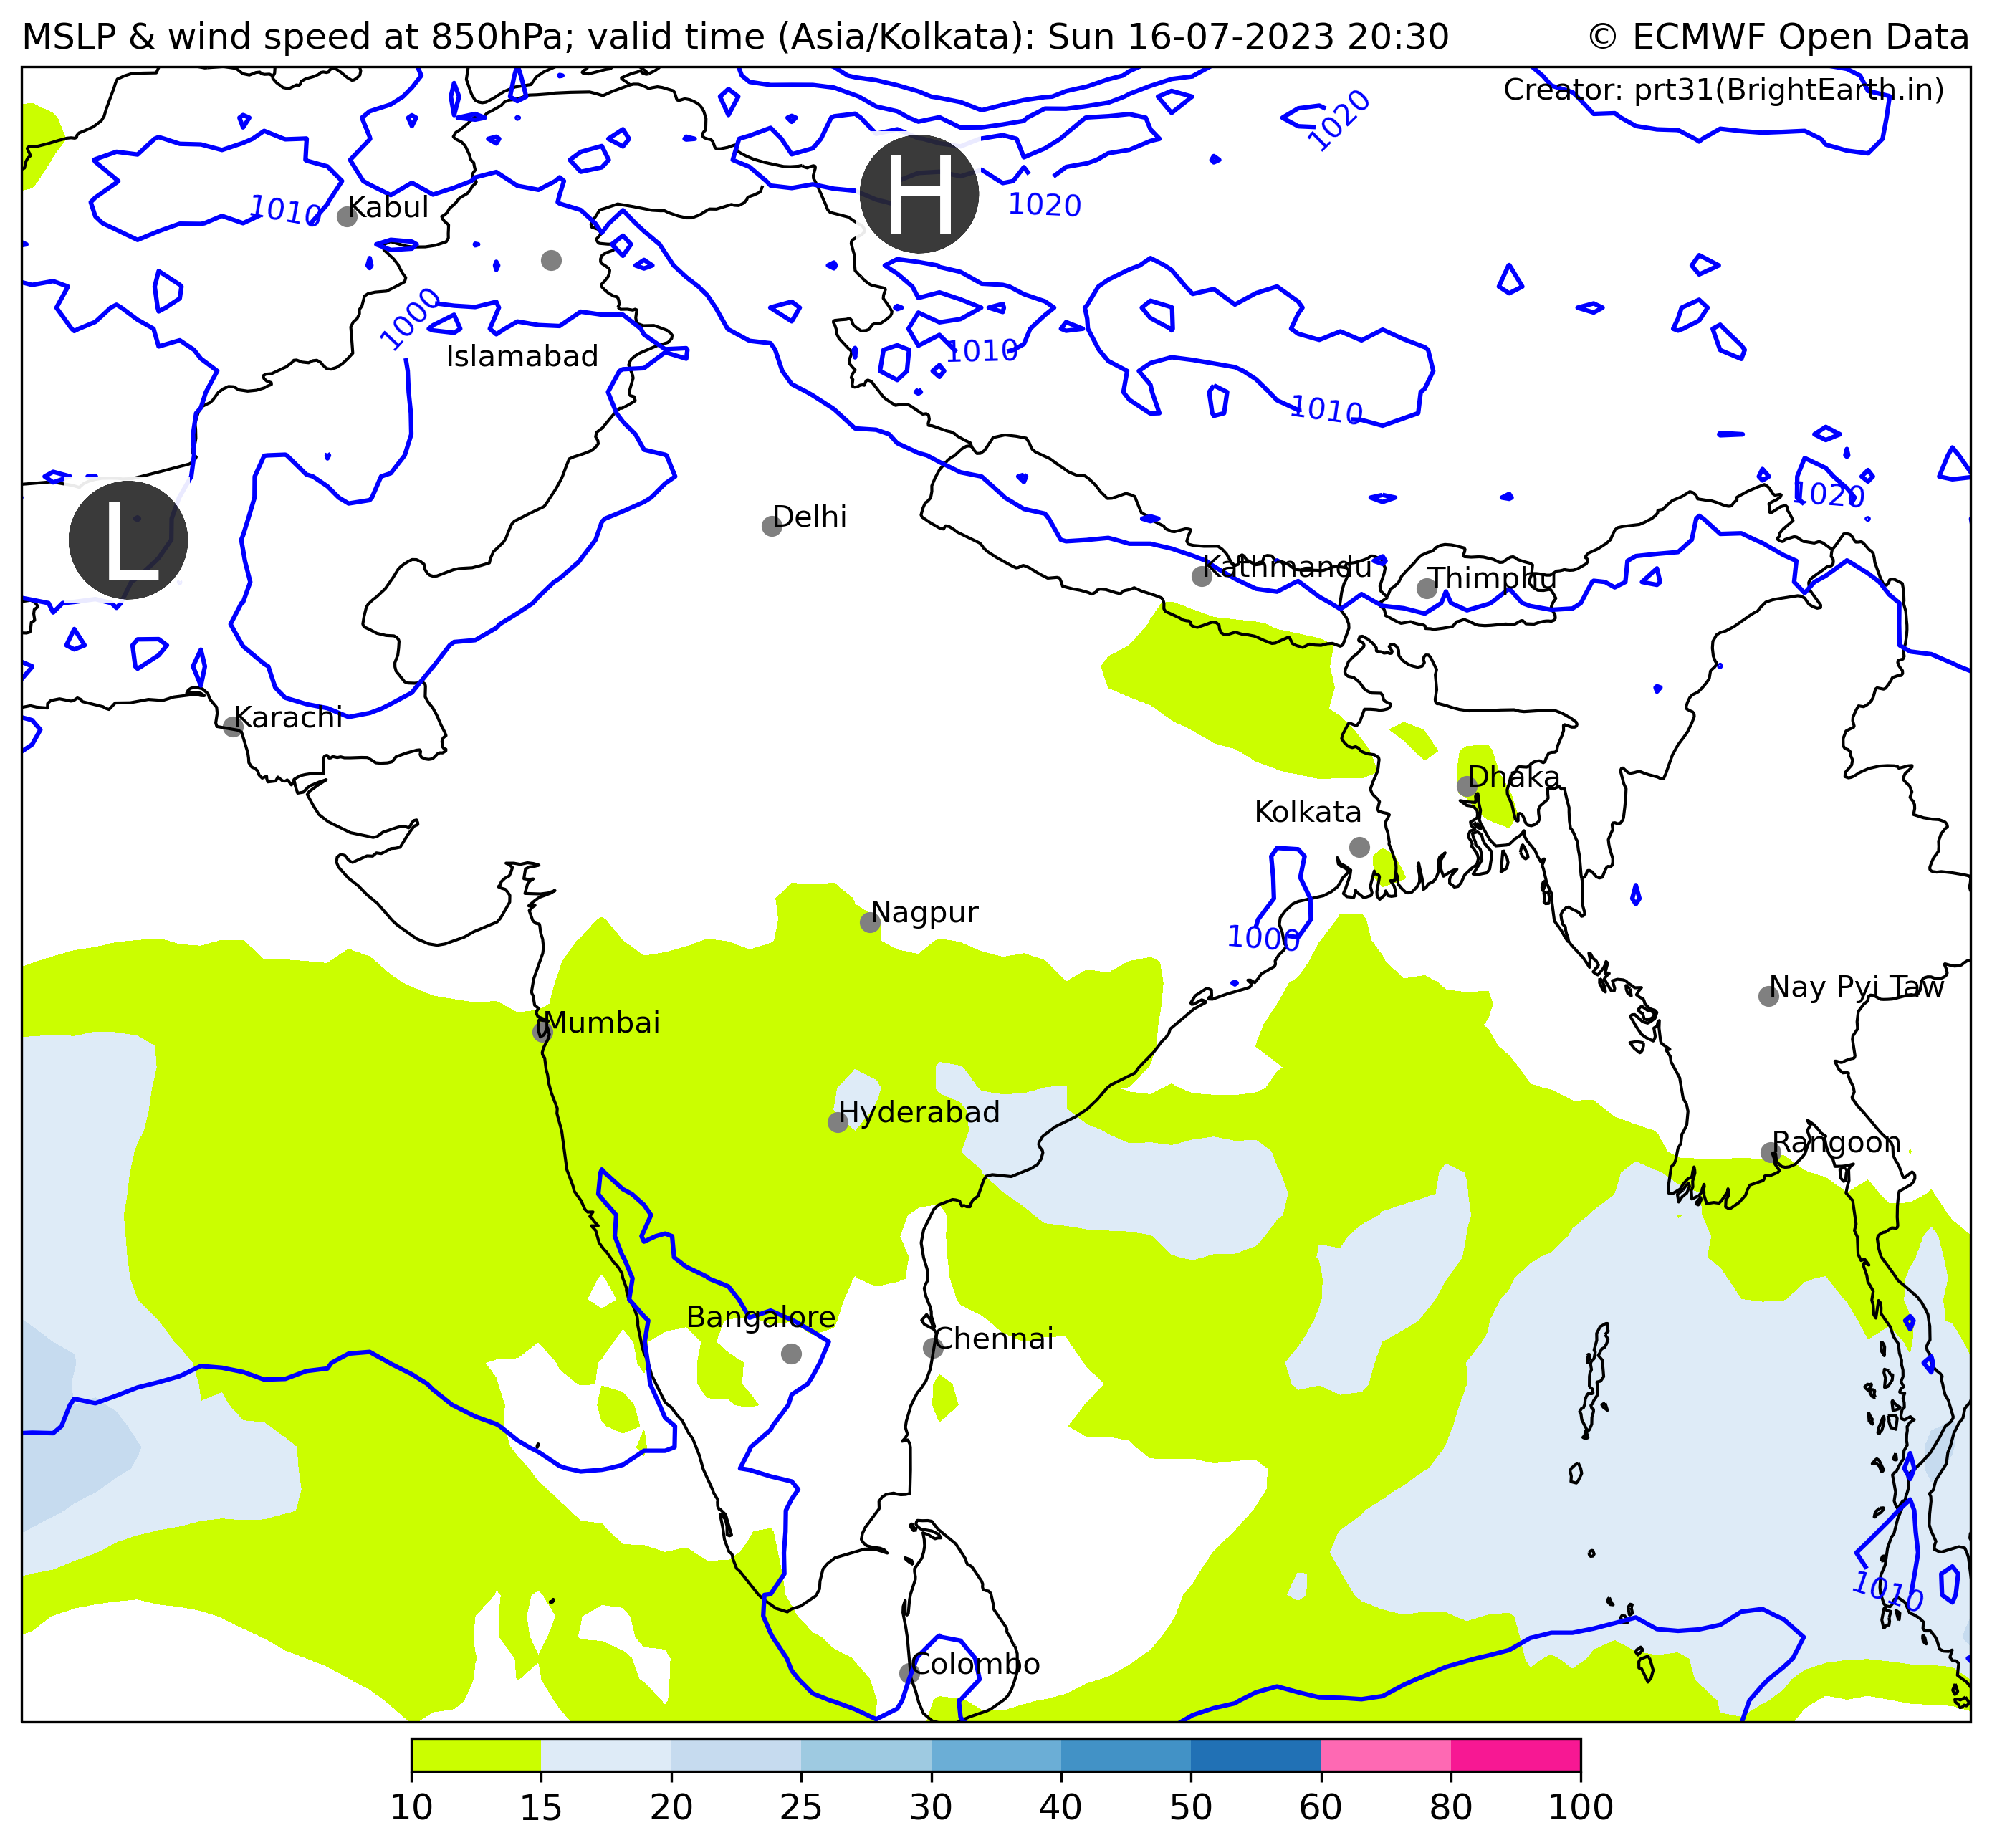 MSLP & wind speed at 850hPa; valid time (Asia/Kolkata): Sun 16-07-2023 20:30
© ECMWF Open Data
Creator: prt31(BrightEarth.in)
1020
H
1020
1010
Kabul
1000
Islamabad
1010
1010
1020
L
Delhi
Kathmandu
Thimphu
Karachi
Dhaka
Kolkata
Nagpur
1000
Nay Pyi Taw
Mumbai
Hyderabad
Rangoon
Bangalore
Chennai
1010
Colombo
10 15 20 25 30 40 50 60 80 100